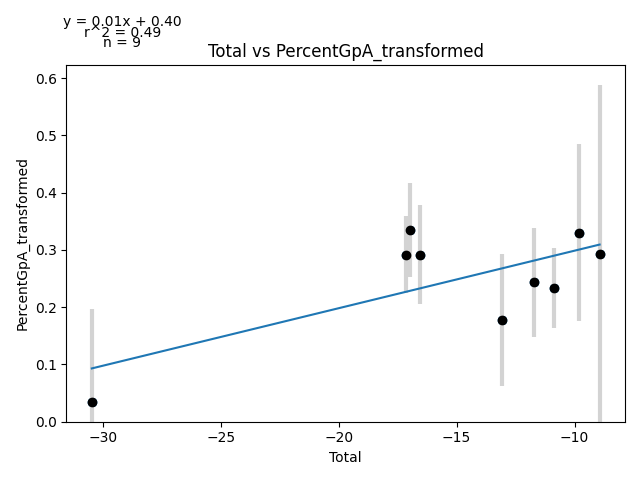 y = 0.01x + 0.40
r^2 = 0.49
n = 9
Total vs PercentGpA_transformed
0.6
0.5
0.4
0.3
0.2
0.1
0.0
PercentGpA_transformed
−30
−25
−20
−15
−10
Total